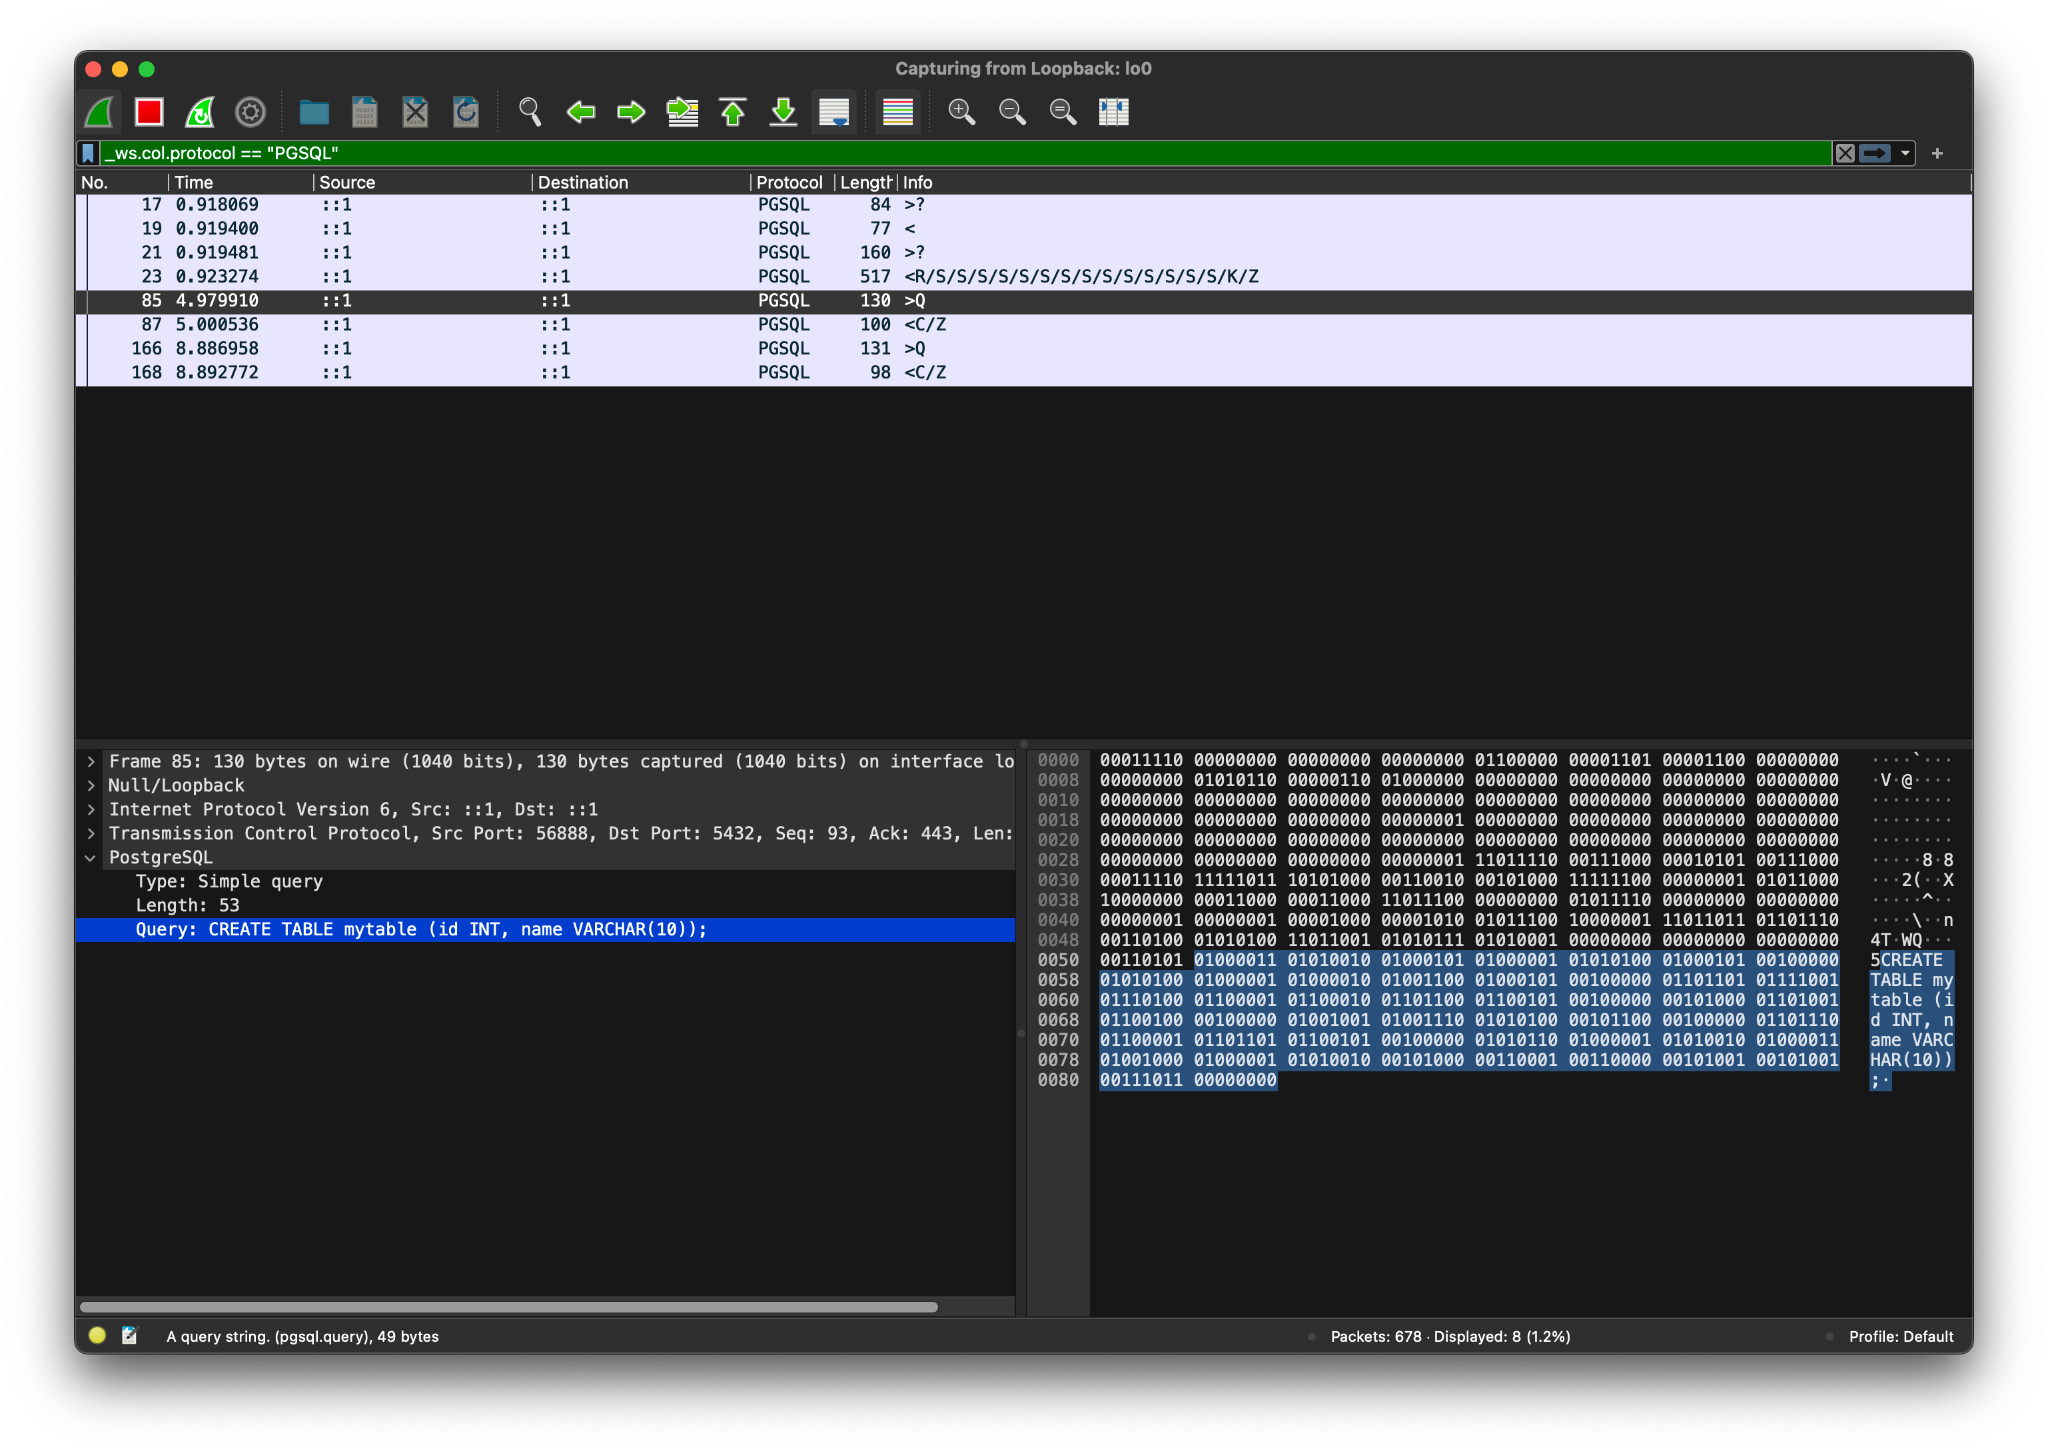 Capturing from Loopback: lo0
_ws.col.protocol == "PGSQL"
No. Time Source Destination Protocol Length Info
17 0.918069 ::1 ::1 PGSQL 84 >?
19 0.919400 ::1 ::1 PGSQL 77 <
21 0.919481 ::1 ::1 PGSQL 160 >?
23 0.923274 ::1 ::1 PGSQL 517 <R/S/S/S/S/S/S/S/S/S/S/S/S/S/S/K/Z
85 4.979910 ::1 ::1 PGSQL 130 >Q
87 5.000536 ::1 ::1 PGSQL 100 <C/Z
166 8.886958 ::1 ::1 PGSQL 131 >Q
168 8.892772 ::1 ::1 PGSQL 98 <C/Z
Frame 85: 130 bytes on wire (1040 bits), 130 bytes captured (1040 bits) on interface lo
Null/Loopback
Internet Protocol Version 6, Src: ::1, Dst: ::1
Transmission Control Protocol, Src Port: 56888, Dst Port: 5432, Seq: 93, Ack: 443, Len:
PostgreSQL
Type: Simple query
Length: 53
Query: CREATE TABLE mytable (id INT, name VARCHAR(10));
0000 00011110 00000000 00000000 00000000 01100000 00001101 00001100 00000000 ····`···
0008 00000000 01010110 00000110 01000000 00000000 00000000 00000000 00000000 ·V·@····
0010 00000000 00000000 00000000 00000000 00000000 00000000 00000000 00000000 ········
0018 00000000 00000000 00000000 00000001 00000000 00000000 00000000 00000000 ········
0020 00000000 00000000 00000000 00000000 00000000 00000000 00000000 00000000 ········
0028 00000000 00000000 00000000 00000001 11011110 00111000 00010101 00111000 ·····8·8
0030 00011110 11111011 10101000 00110010 00101000 11111100 00000001 01011000 ···2(··X
0038 10000000 00011000 00011000 11011100 00000000 01011110 00000000 00000000 ·····^··
0040 00000001 00000001 00001000 00001010 01011100 10000001 11011011 01101110 ····\··n
0048 00110100 01010100 11011001 01010111 01010001 00000000 00000000 00000000 4T·WQ···
0050 00110101 01000011 01010010 01000101 01000001 01010100 01000101 00100000 5CREATE
0058 01010100 01000001 01000010 01001100 01000101 00100000 01101101 01111001 TABLE my
0060 01110100 01100001 01100010 01101100 01100101 00100000 00101000 01101001 table (i
0068 01100100 00100000 01001001 01001110 01010100 00101100 00100000 01101110 d INT, n
0070 01100001 01101101 01100101 00100000 01010110 01000001 01010010 01000011 ame VARC
0078 01001000 01000001 01010010 00101000 00110001 00110000 00101001 00101001 HAR(10))
0080 00111011 00000000 ;·
A query string. (pgsql.query), 49 bytes
Packets: 678 · Displayed: 8 (1.2%)
Profile: Default